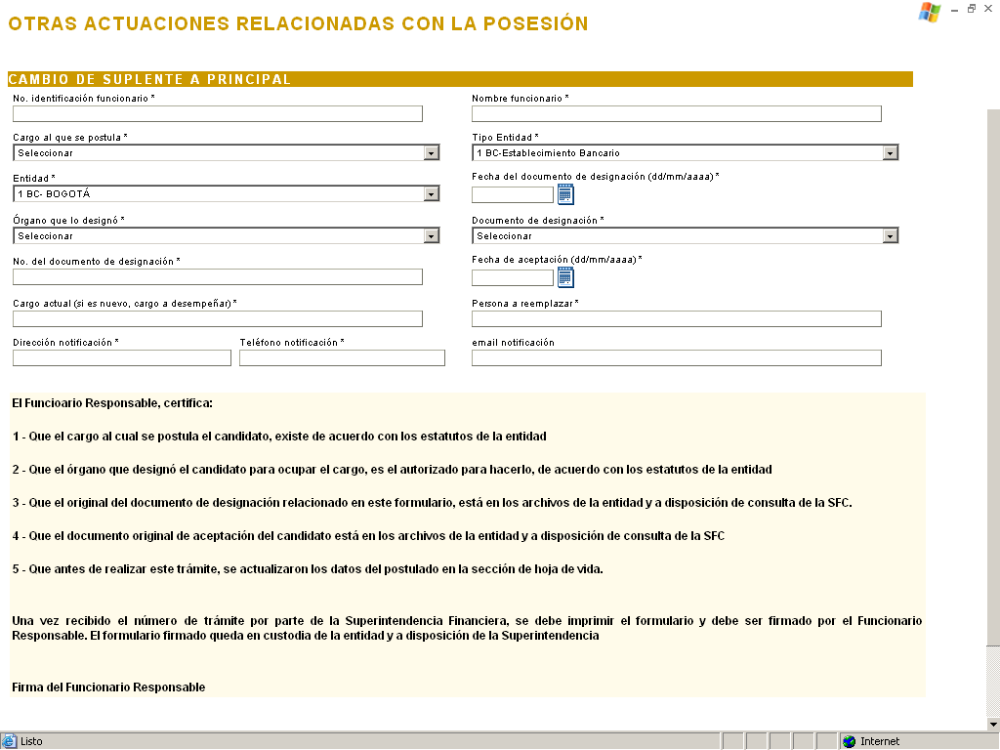 OTRAS ACTUACIONES RELACIONADAS CON LA POSESIÓN
CAMBIO DE SUPLENTE A PRINCIPAL
No. identificación funcionario *
Nombre funcionario *
Cargo al que se postula *
Tipo Entidad *
Seleccionar
1 BC-Establecimiento Bancario
Entidad *
Fecha del documento de designación (dd/mm/aaaa) *
1 BC- BOGOTÁ
Órgano que lo designó *
Documento de designación *
Seleccionar
Seleccionar
No. del documento de designación *
Fecha de aceptación (dd/mm/aaaa) *
Cargo actual (si es nuevo, cargo a desempeñar) *
Persona a reemplazar *
Dirección notificación *
Teléfono notificación *
email notificación
El Funcioario Responsable, certifica:
1 - Que el cargo al cual se postula el candidato, existe de acuerdo con los estatutos de la entidad
2 - Que el órgano que designó el candidato para ocupar el cargo, es el autorizado para hacerlo, de acuerdo con los estatutos de la entidad
3 - Que el original del documento de designación relacionado en este formulario, está en los archivos de la entidad y a disposición de consulta de la SFC.
4 - Que el documento original de aceptación del candidato está en los archivos de la entidad y a disposición de consulta de la SFC
5 - Que antes de realizar este trámite, se actualizaron los datos del postulado en la sección de hoja de vida.
Una vez recibido el número de trámite por parte de la Superintendencia Financiera, se debe imprimir el formulario y debe ser firmado por el Funcionario
Responsable. El formulario firmado queda en custodia de la entidad y a disposición de la Superintendencia
Firma del Funcionario Responsable
Listo
Internet